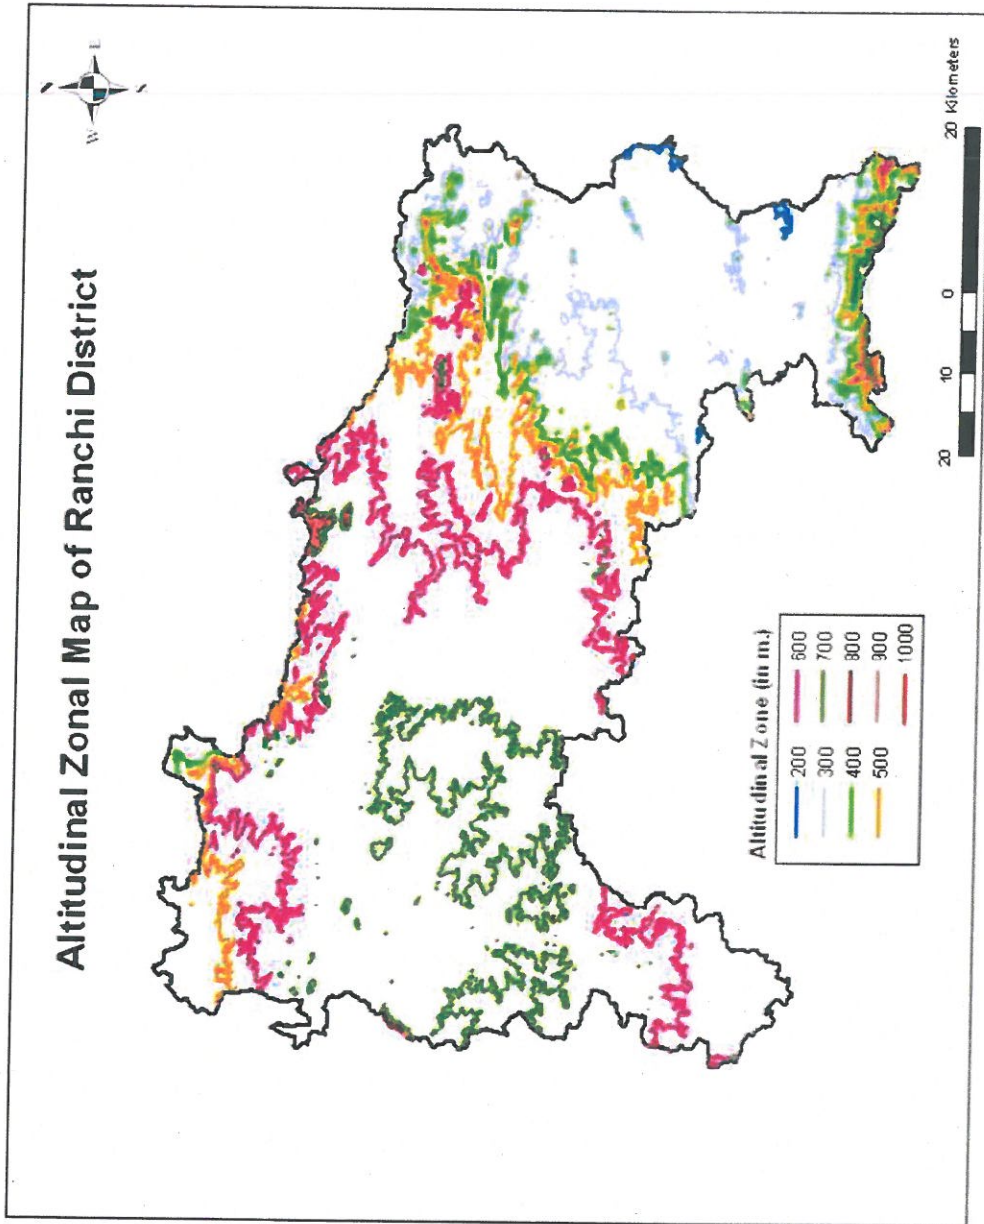 Altitudinal Zonal Map of Ranchi District
W E
Altitudinal Zone (in m.)
200 600
300 700
400 800
500 900
1000
20 10 0 20 Kilometers